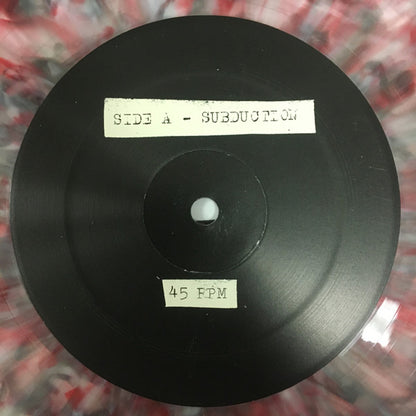 SIDE A - SUBDUCTION
45 RPM